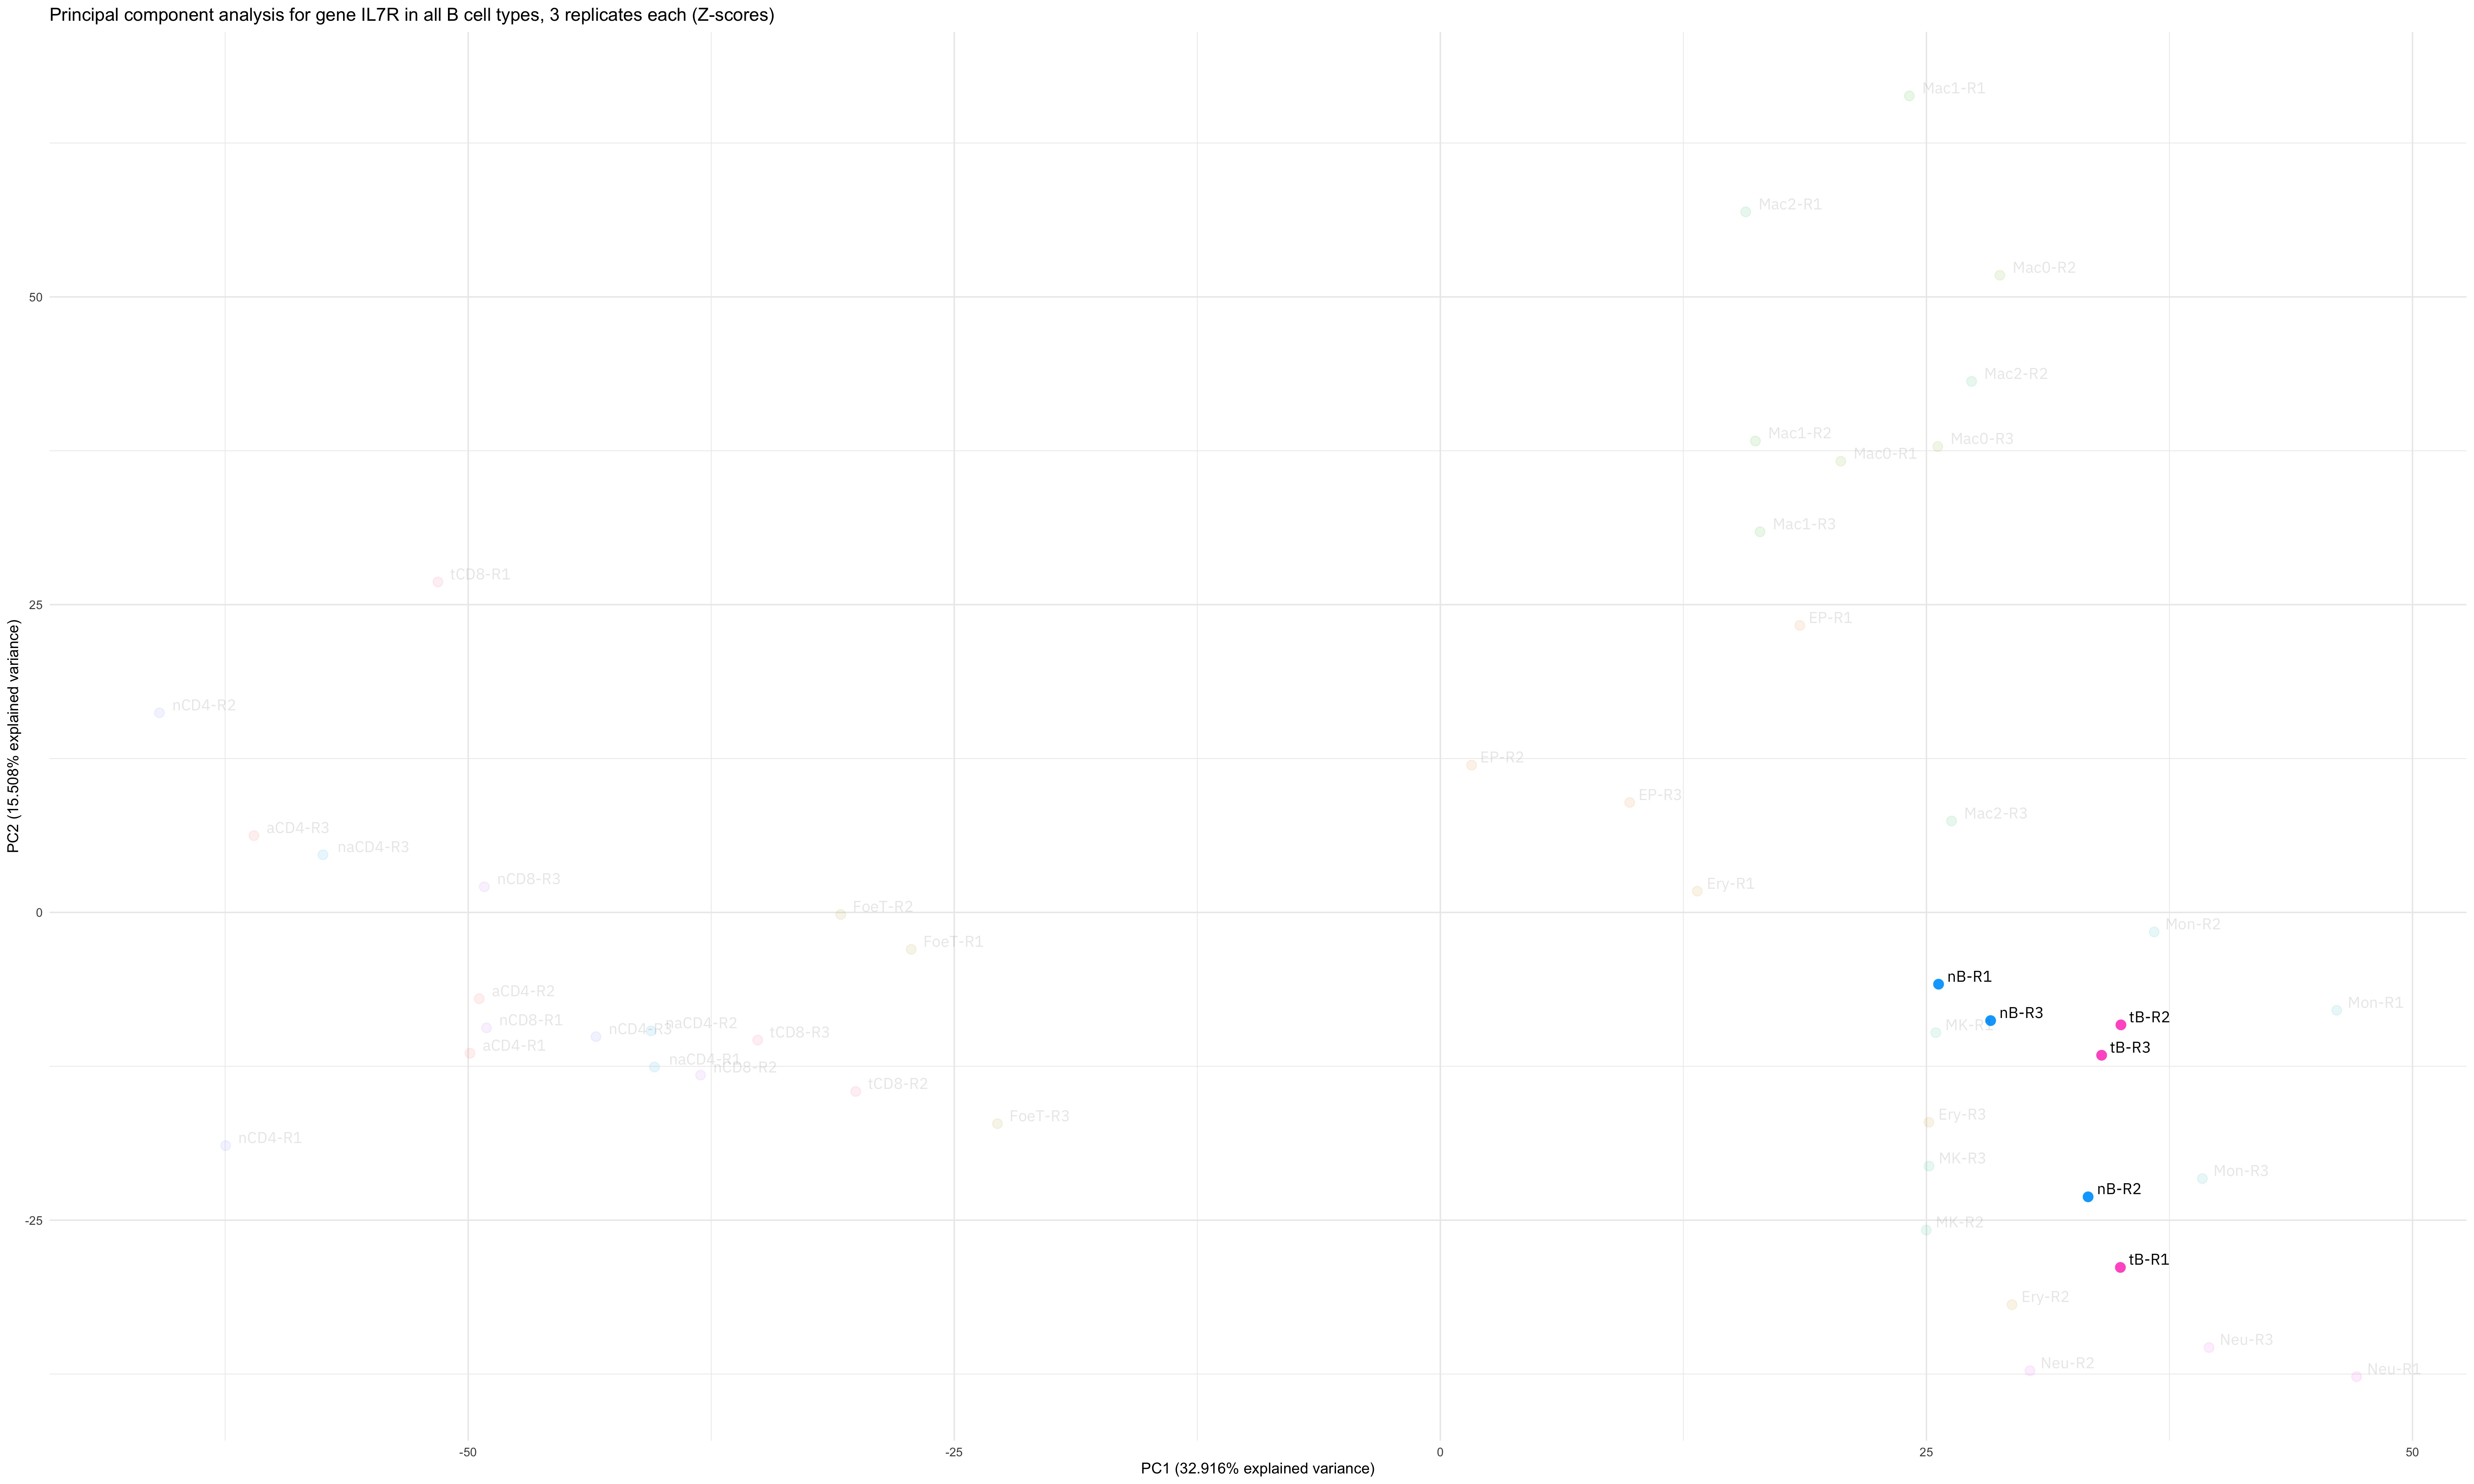 Principal component analysis for gene IL7R in all B cell types, 3 replicates each (Z-scores)
Mac1-R1
Mac2-R1
Mac0-R2
50
Mac2-R2
Mac1-R2
Mac0-R3
Mac0-R1
Mac1-R3
tCD8-R1
25
EP-R1
PC2 (15.508% explained variance)
nCD4-R2
EP-R2
EP-R3
Mac2-R3
aCD4-R3
naCD4-R3
nCD8-R3
Ery-R1
FoeT-R2
0
Mon-R2
FoeT-R1
nB-R1
aCD4-R2
Mon-R1
nB-R3
tB-R2
nCD8-R1
naCD4-R2
nCD4-R3
MK-R1
tCD8-R3
aCD4-R1
tB-R3
naCD4-R1
nCD8-R2
tCD8-R2
FoeT-R3
Ery-R3
nCD4-R1
MK-R3
Mon-R3
nB-R2
-25
MK-R2
tB-R1
Ery-R2
Neu-R3
Neu-R2
Neu-R1
-50
-25
0
25
50
PC1 (32.916% explained variance)